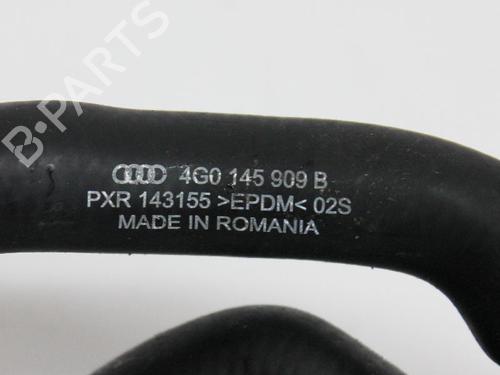 4G0 145 909 B
PXR 143155 >EPDM< 02S
MADE IN ROMANIA
B-PARTS